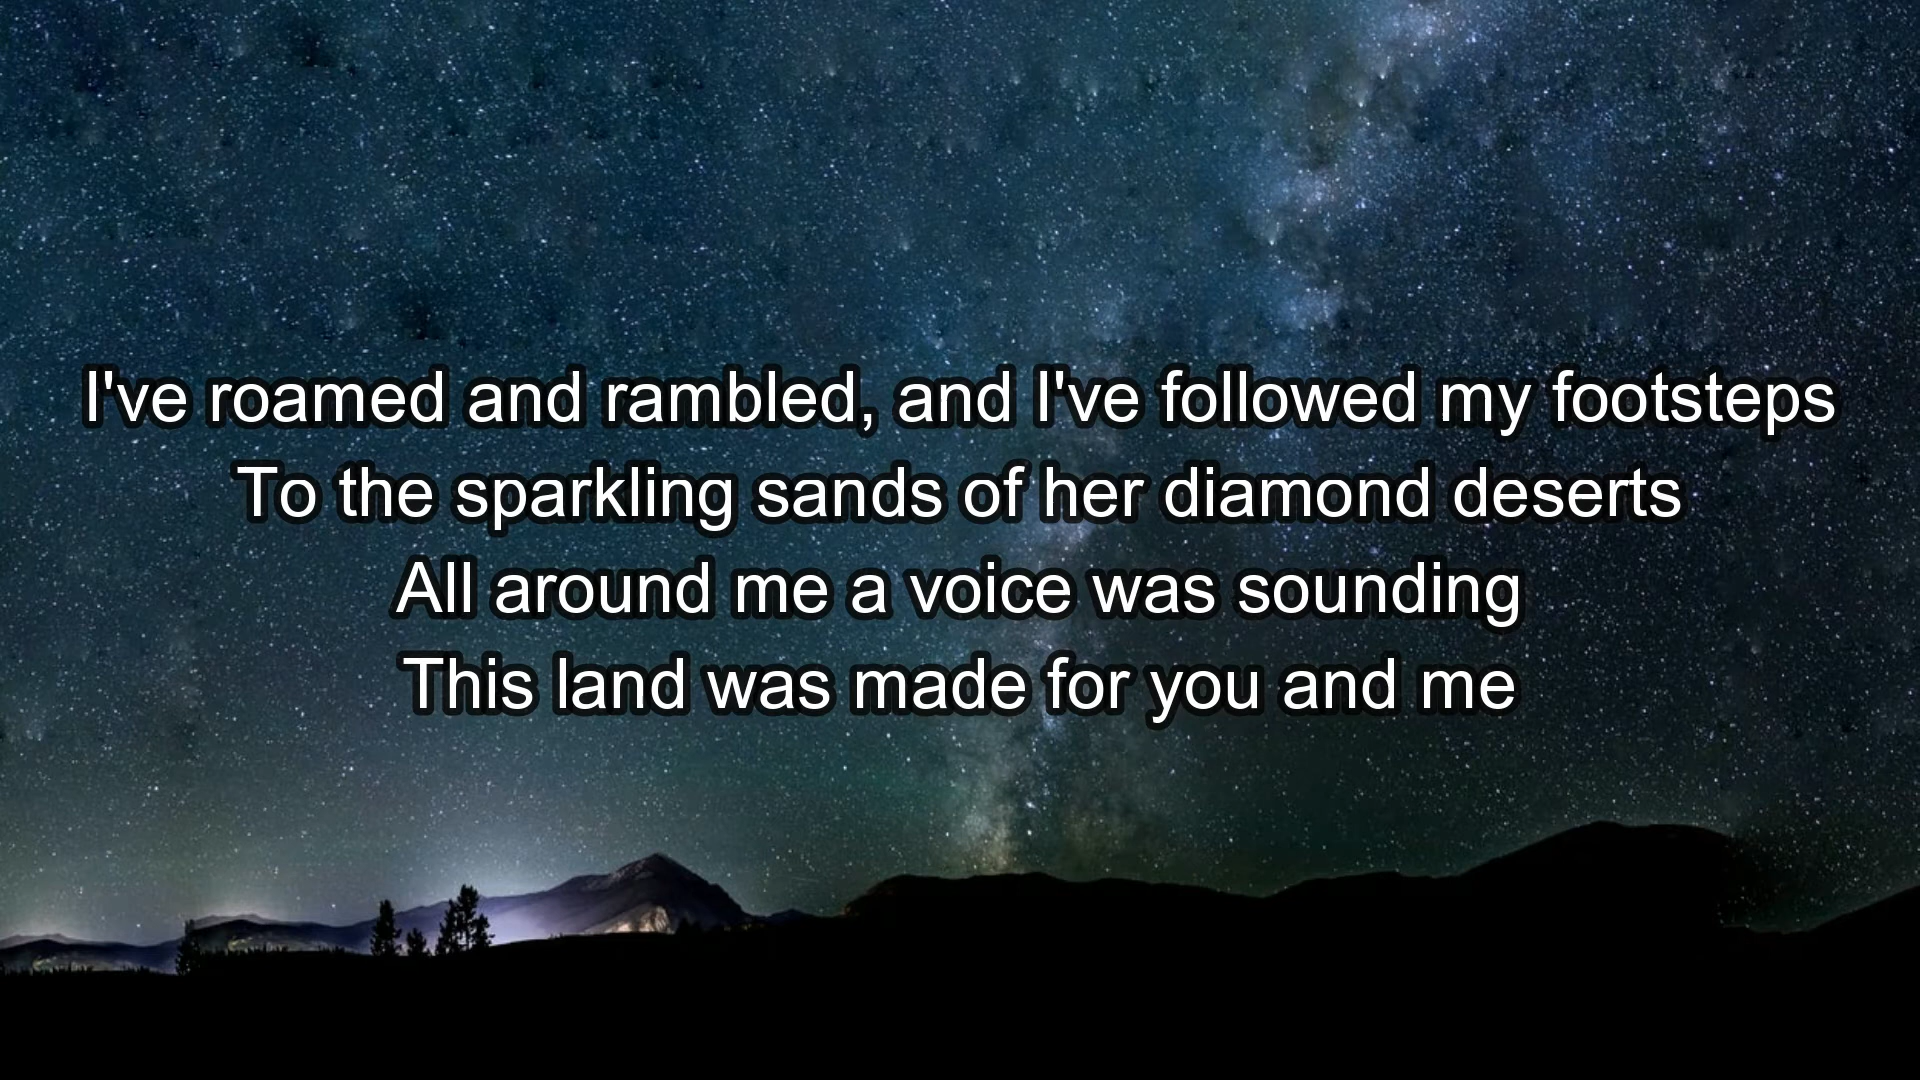 I've roamed and rambled, and I've followed my footsteps
To the sparkling sands of her diamond deserts
All around me a voice was sounding
This land was made for you and me